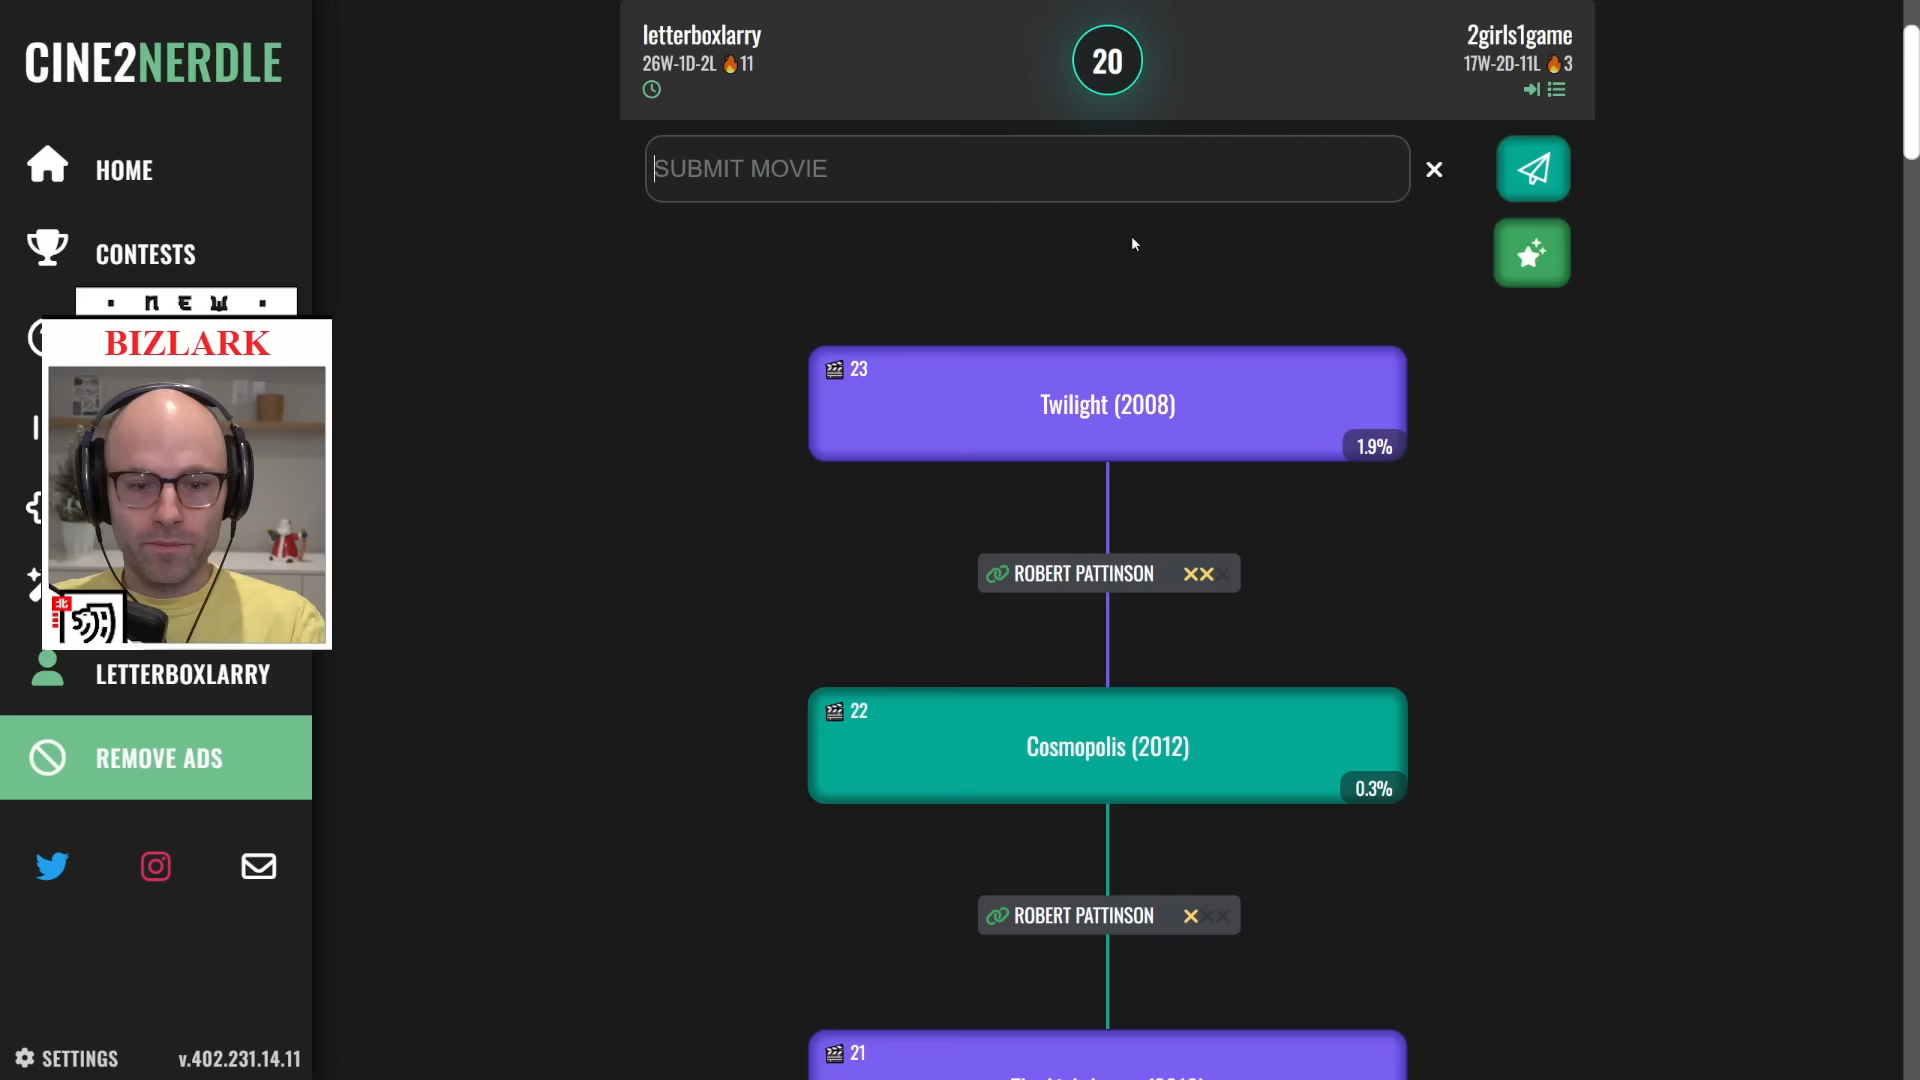 CINE2NERDLE
HOME
CONTESTS
· NEW ·
BIZLARK
LETTERBOXLARRY
REMOVE ADS
SETTINGS
v.402.231.14.11
letterboxlarry
26W-1D-2L 🔥11
20
2girls1game
17W-2D-11L 🔥3
SUBMIT MOVIE
23
Twilight (2008)
1.9%
ROBERT PATTINSON
22
Cosmopolis (2012)
0.3%
ROBERT PATTINSON
21